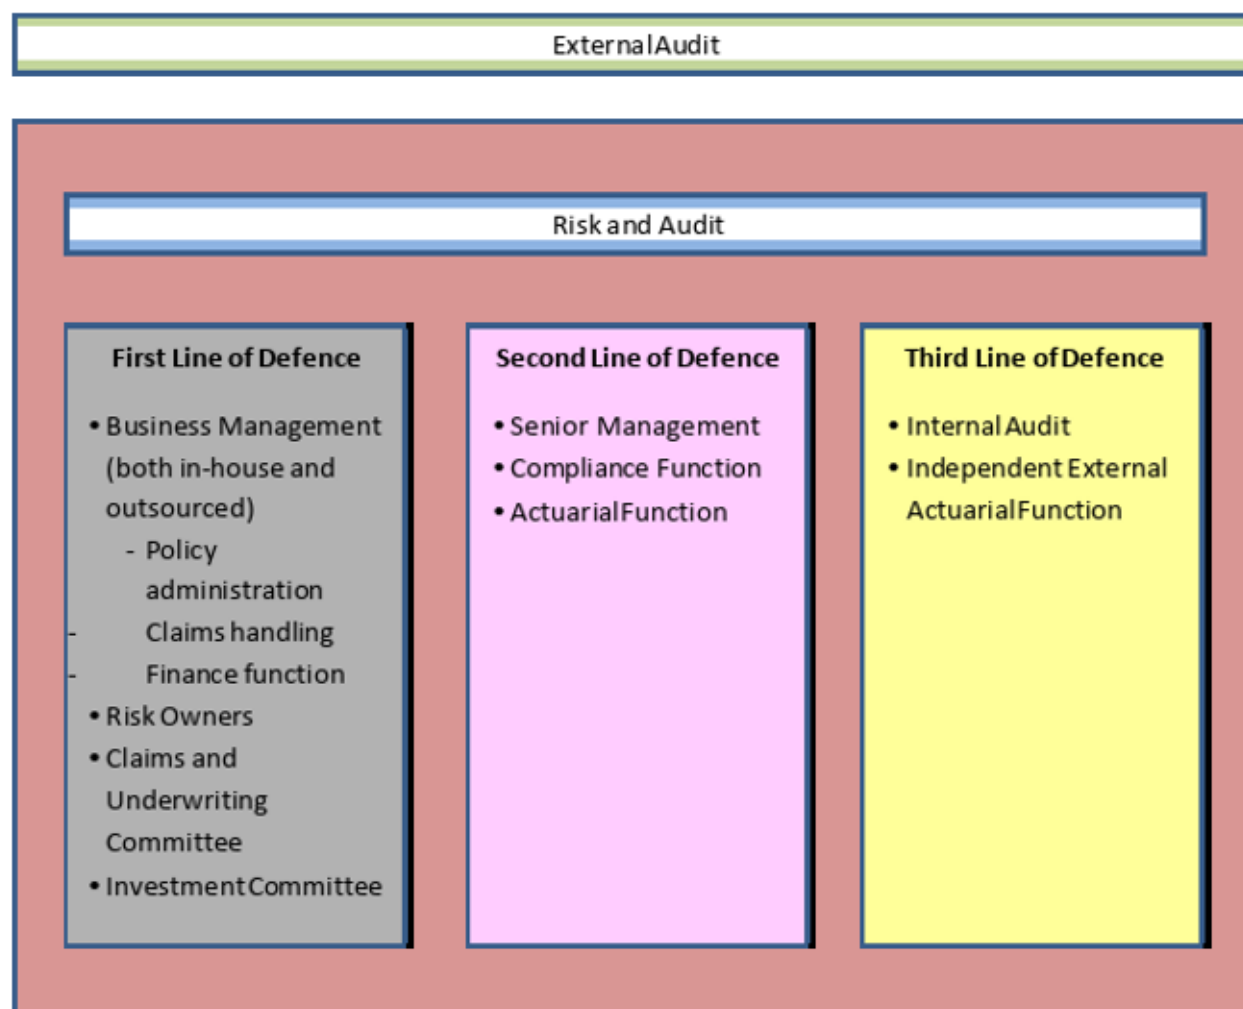 External Audit
Risk and Audit
First Line of Defence
• Business Management
(both in-house and
outsourced)
- Policy
administration
- Claims handling
- Finance function
• Risk Owners
• Claims and
Underwriting
Committee
• Investment Committee
Second Line of Defence
• Senior Management
• Compliance Function
• Actuarial Function
Third Line of Defence
• Internal Audit
• Independent External
Actuarial Function